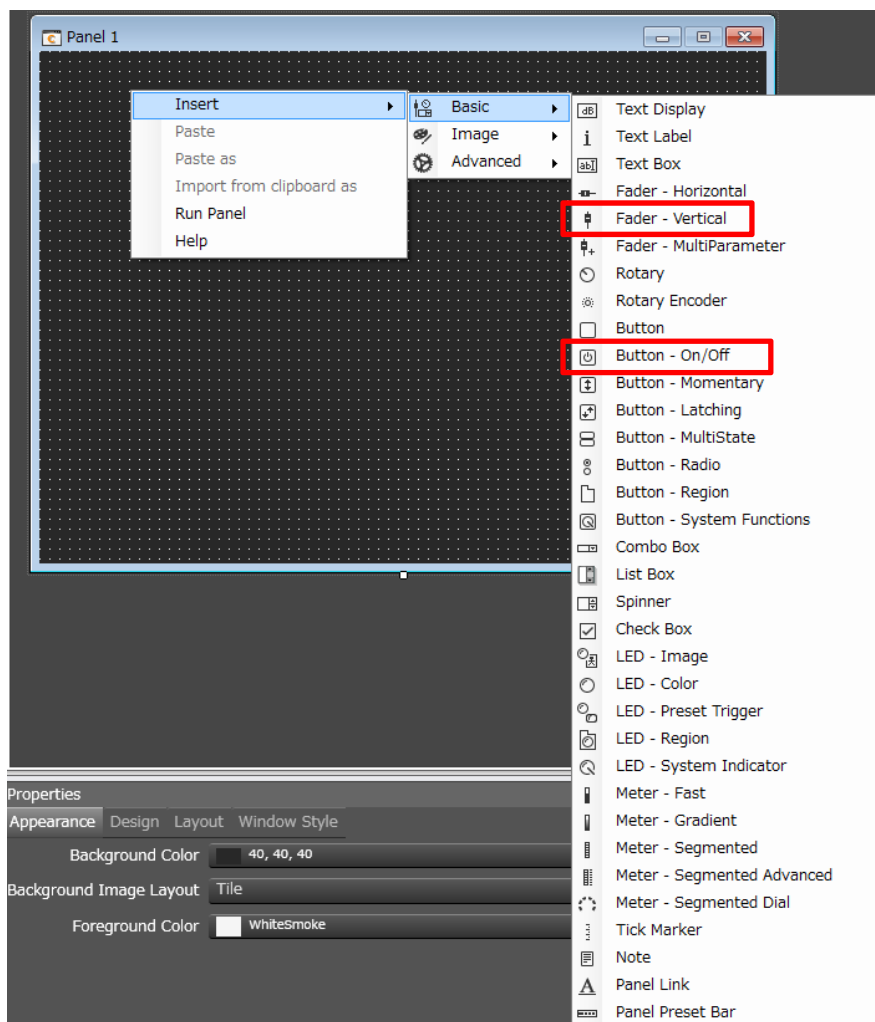 Panel 1
Insert
Paste
Paste as
Import from clipboard as
Run Panel
Help
Basic
Image
Advanced
dB Text Display
i Text Label
ab Text Box
Fader - Horizontal
Fader - Vertical
Fader - MultiParameter
Rotary
Rotary Encoder
Button
Button - On/Off
Button - Momentary
Button - Latching
Button - MultiState
Button - Radio
Button - Region
Button - System Functions
Combo Box
List Box
Spinner
Check Box
LED - Image
LED - Color
LED - Preset Trigger
LED - Region
LED - System Indicator
Meter - Fast
Meter - Gradient
Meter - Segmented
Meter - Segmented Advanced
Meter - Segmented Dial
Tick Marker
Note
A Panel Link
Panel Preset Bar
Properties
Appearance Design Layout Window Style
Background Color 40, 40, 40
Background Image Layout Tile
Foreground Color WhiteSmoke